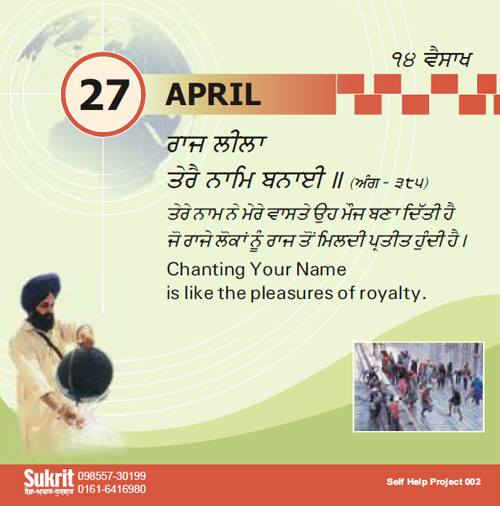 ੧੪ ਵੈਸਾਖ
27 APRIL
ਰਾਜ ਲੀਲਾ
ਤੇਰੈ ਨਾਮਿ ਬਨਾਈ ॥ (ਅੰਗ - ੩੮੫)
ਤੇਰੇ ਨਾਮ ਨੇ ਮੇਰੇ ਵਾਸਤੇ ਉਹ ਮੌਜ ਬਣਾ ਦਿੱਤੀ ਹੈ
ਜੋ ਰਾਜੇ ਲੋਕਾਂ ਨੂੰ ਰਾਜ ਤੋਂ ਮਿਲਦੀ ਪ੍ਰਤੀਤ ਹੁੰਦੀ ਹੈ।
Chanting Your Name
is like the pleasures of royalty.
Sukrit 098557-30199
0161-6416980
Self Help Project 002